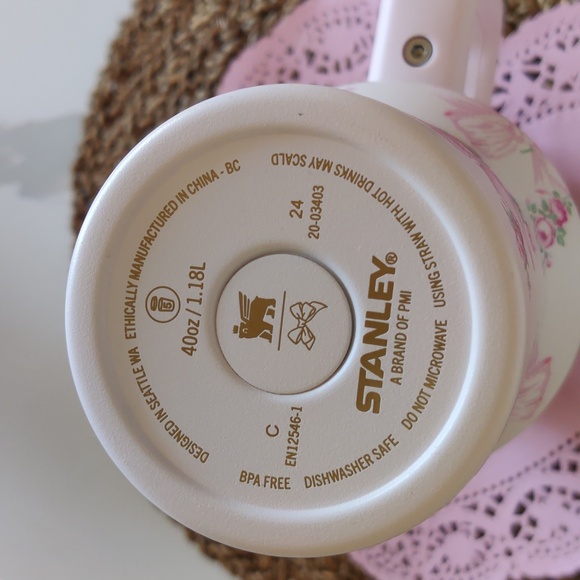 STANLEY®
A BRAND OF PMI
40oz / 1.18L
5
24
20-03403
C
EN12546-1
DESIGNED IN SEATTLE WA ETHICALLY MANUFACTURED IN CHINA - BC
BPA FREE DISHWASHER SAFE DO NOT MICROWAVE USING STRAW WITH HOT DRINKS MAY SCALD